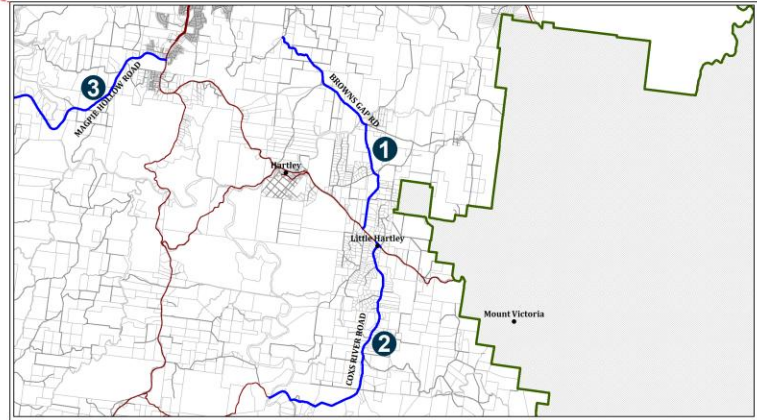 3
MAGPIE HOLLOW ROAD
BROWNS GAP RD
1
Hartley
Little Hartley
Mount Victoria
COXS RIVER ROAD
2